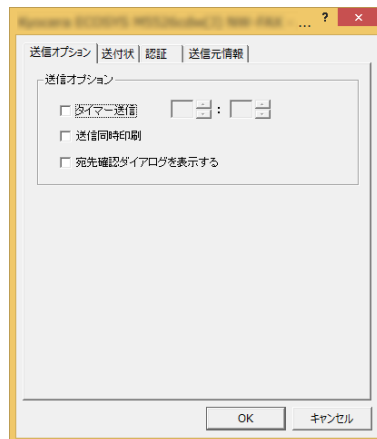 ... ? ×
送信オプション 送付状 認証 送信元情報
送信オプション
タイマー送信 :
送信同時印刷
宛先確認ダイアログを表示する
OK キャンセル